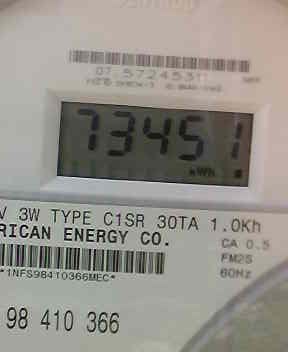 07.5724531
73451
kWh
V 3W TYPE C1SR 30TA 1.0Kh
RICAN ENERGY CO.
CA 0.5
FM2S
60Hz
*1NFS98410366MEC*
98 410 366